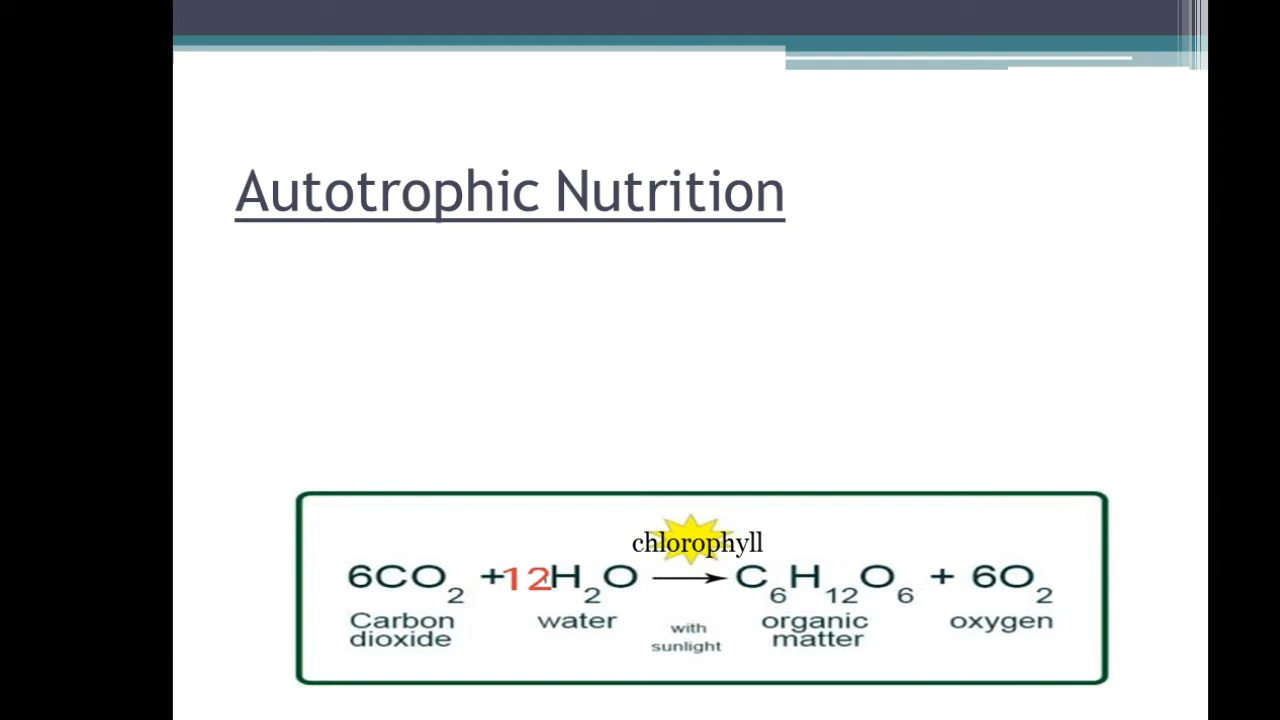 Autotrophic Nutrition
chlorophyll
6CO₂ + 12H₂O → C₆H₁₂O₆ + 6O₂
Carbon dioxide water with sunlight organic matter oxygen